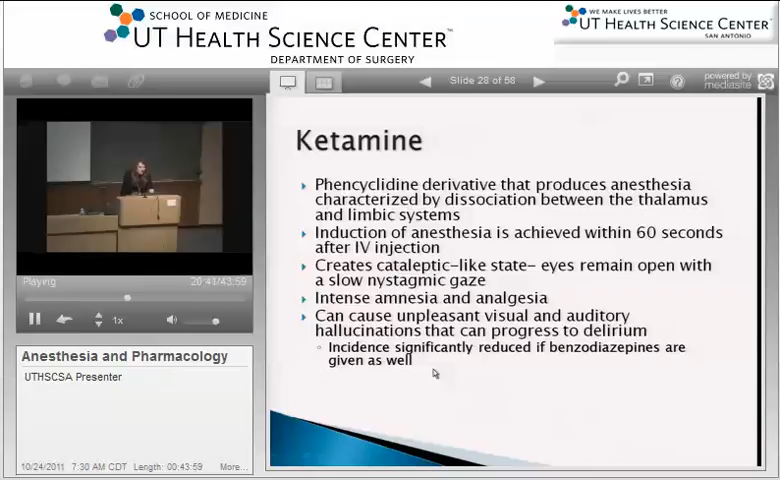 SCHOOL OF MEDICINE
UT HEALTH SCIENCE CENTER™
DEPARTMENT OF SURGERY
WE MAKE LIVES BETTER
UT HEALTH SCIENCE CENTER
SAN ANTONIO
Slide 28 of 58
powered by
mediasite
Ketamine
Phencyclidine derivative that produces anesthesia
characterized by dissociation between the thalamus
and limbic systems
Induction of anesthesia is achieved within 60 seconds
after IV injection
Creates cataleptic-like state- eyes remain open with
a slow nystagmic gaze
Intense amnesia and analgesia
Can cause unpleasant visual and auditory
hallucinations that can progress to delirium
Incidence significantly reduced if benzodiazepines are
given as well
Playing
20:41/43:59
1x
Anesthesia and Pharmacology
UTHSCSA Presenter
10/24/2011 7:30 AM CDT Length: 00:43:59 More...